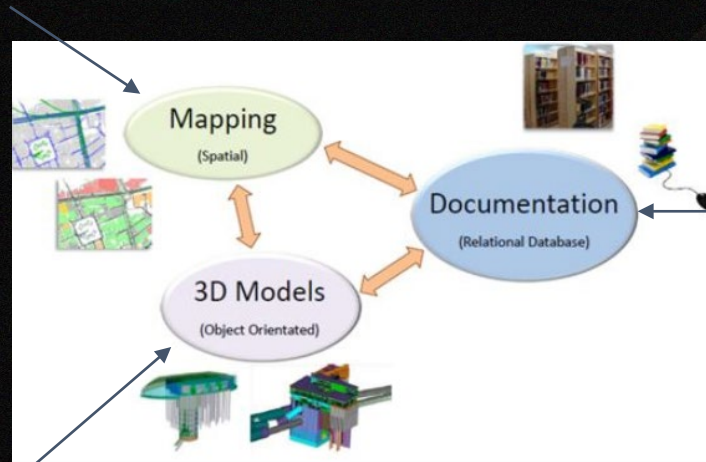 Mapping
(Spatial)
Documentation
(Relational Database)
3D Models
(Object Orientated)